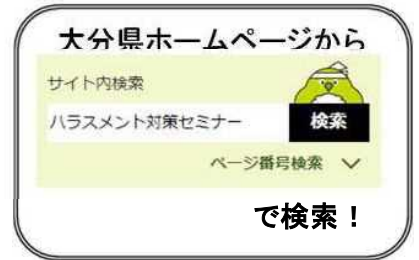 大分県ホームページから
サイト内検索
ハラスメント対策セミナー 検索
ページ番号検索
で検索！